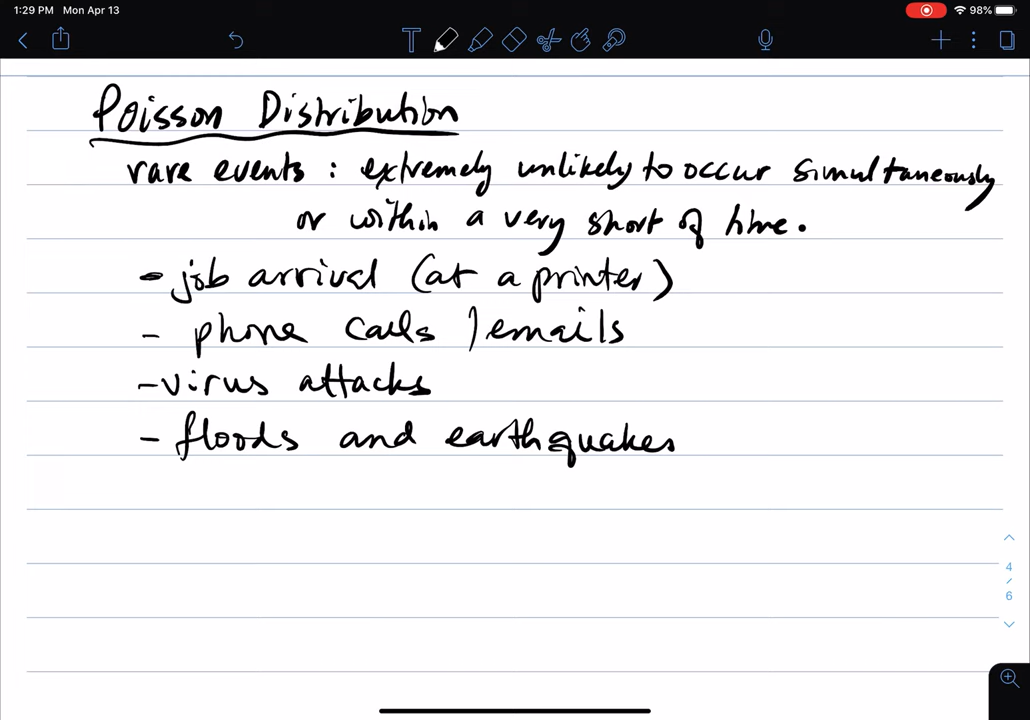 1:29 PM Mon Apr 13 98%
T
Poisson Distribution
rare events : extremely unlikely to occur simultaneously
or within a very short of time.
- job arrival (at a printer)
- phone calls / emails
- virus attacks
- floods and earthquakes
4
/
6